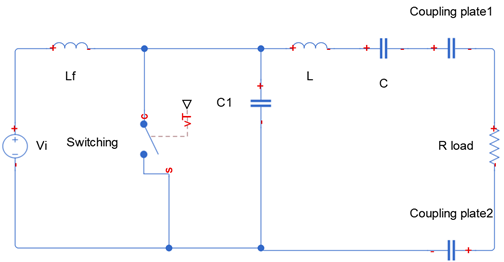 Coupling plate1
Lf
L
C
C1
c
vT
Vi
Switching
R load
s
Coupling plate2